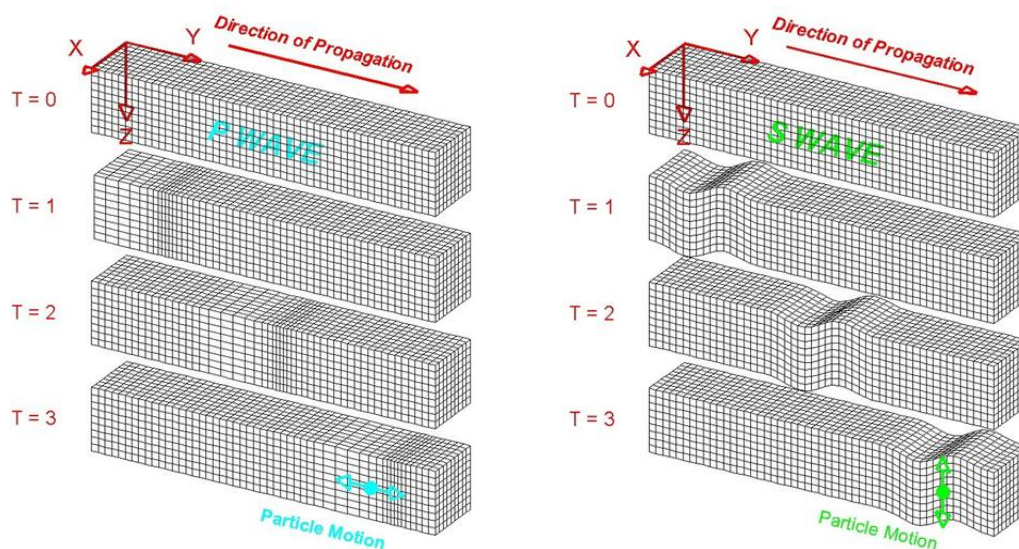 Direction of Propagation
X
Y
Z
T = 0
P WAVE
T = 1
T = 2
T = 3
Particle Motion
Direction of Propagation
X
Y
Z
T = 0
S WAVE
T = 1
T = 2
T = 3
Particle Motion